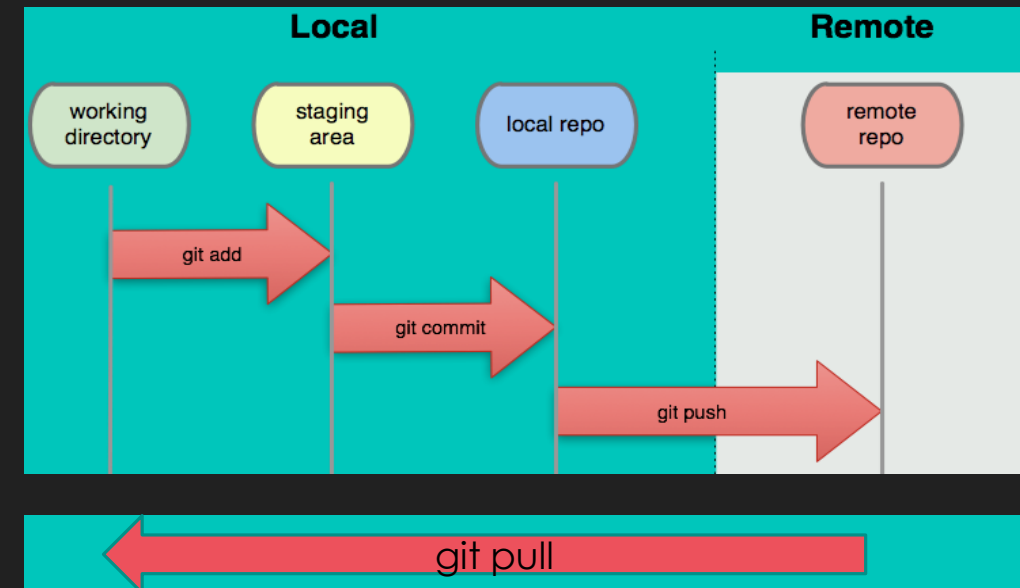 Local
Remote
working
directory
staging
area
local repo
remote
repo
git add
git commit
git push
git pull